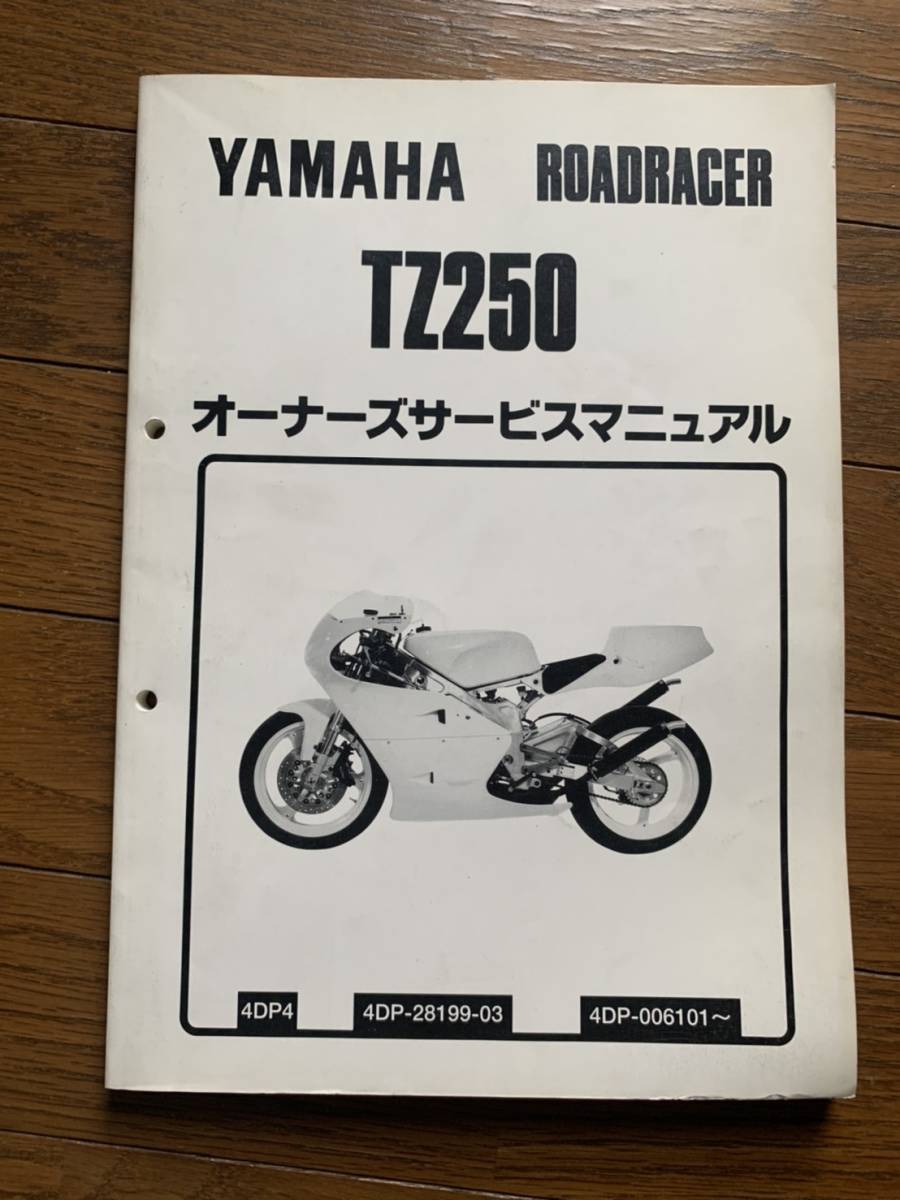 YAMAHA ROADRACER
TZ250
オーナーズサービスマニュアル
4DP4 4DP-28199-03 4DP-006101～